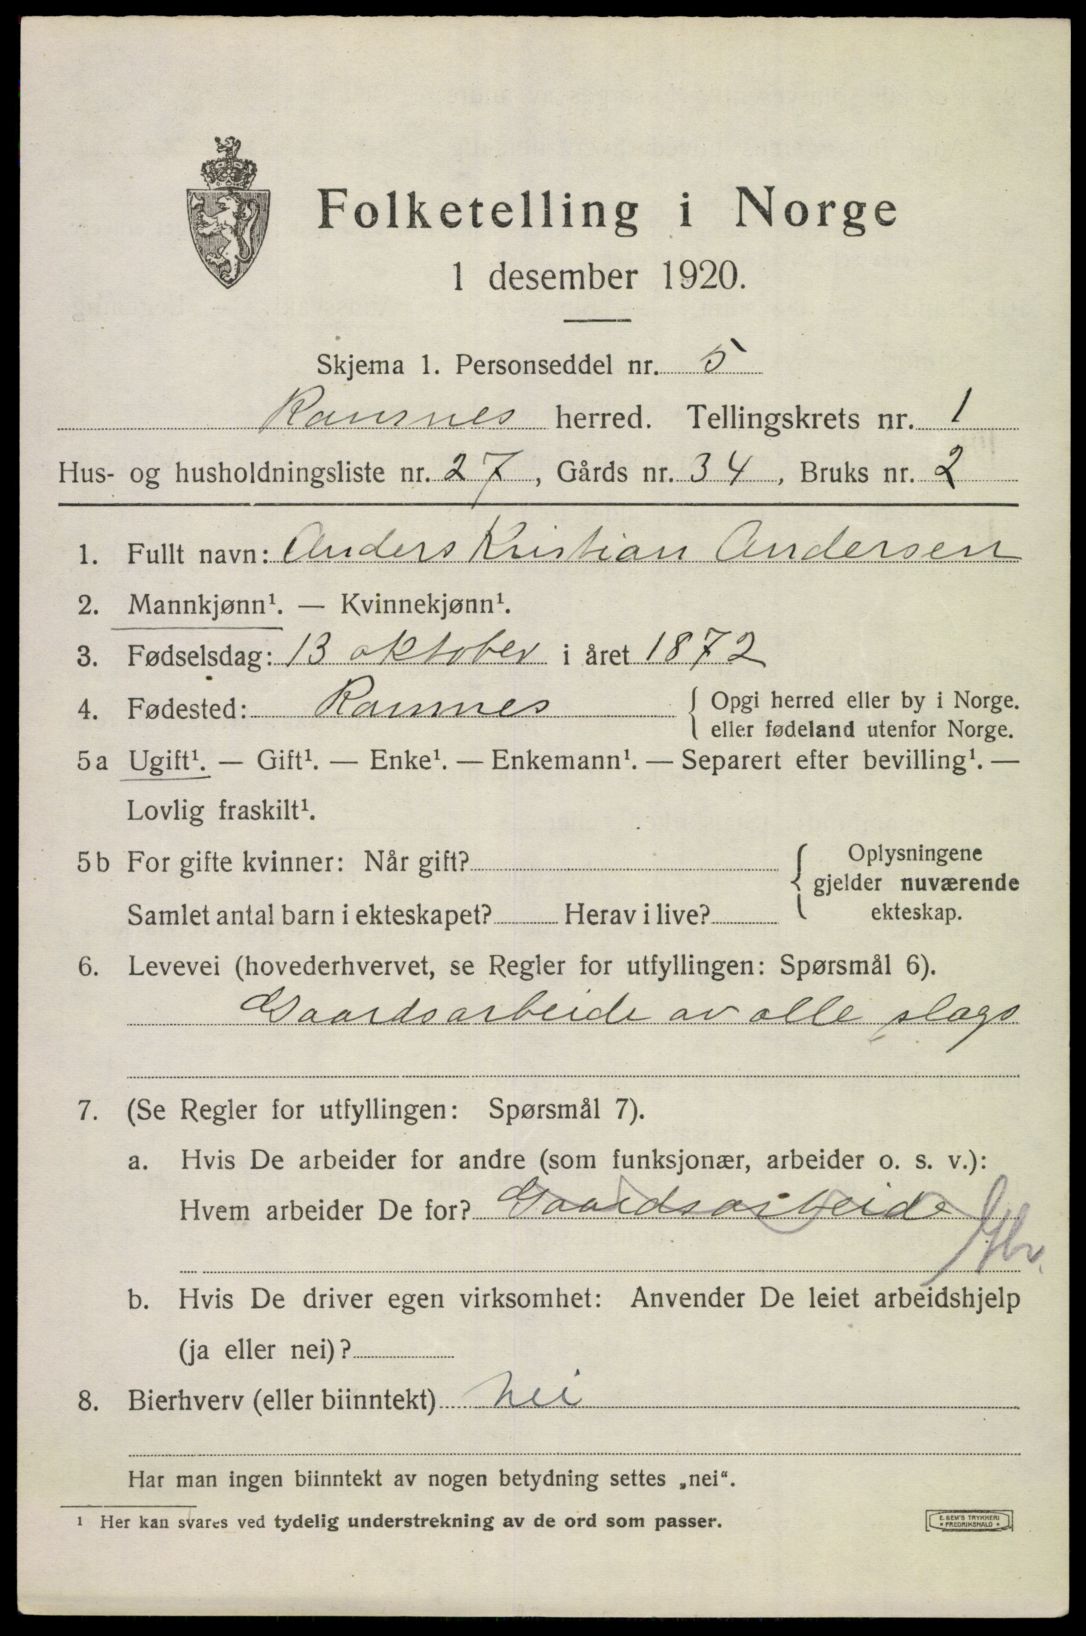 Folketelling i Norge
1 desember 1920.
Skjema 1. Personseddel nr. 5
Ramnes herred. Tellingskrets nr. 1
Hus- og husholdningsliste nr. 27, Gårds nr. 34, Bruks nr. 2
1. Fullt navn: Anders Kristian Andersen
2. Mannkjønn¹. — Kvinnekjønn¹.
3. Fødselsdag: 13 oktober i året 1872
4. Fødested: Ramnes { Opgi herred eller by i Norge.
eller fødeland utenfor Norge.
5 a Ugift¹. — Gift¹. — Enke¹. — Enkemann¹. — Separert efter bevilling¹. —
Lovlig fraskilt¹.
5 b For gifte kvinner: Når gift? { Oplysningene
gjelder nuværende
Samlet antal barn i ekteskapet? Herav i live? ekteskap.
6. Levevei (hovederhvervet, se Regler for utfyllingen: Spørsmål 6).
Gaardsarbeide av alle slags
7. (Se Regler for utfyllingen: Spørsmål 7).
a. Hvis De arbeider for andre (som funksjonær, arbeider o. s. v.):
Hvem arbeider De for? Gaardsarbeide
b. Hvis De driver egen virksomhet: Anvender De leiet arbeidshjelp
(ja eller nei)?
8. Bierhverv (eller biinntekt) nei
Har man ingen biinntekt av nogen betydning settes „nei".
¹ Her kan svares ved tydelig understrekning av de ord som passer.
E. SEM'S TRYKKERI
• FREDRIKSHALD •